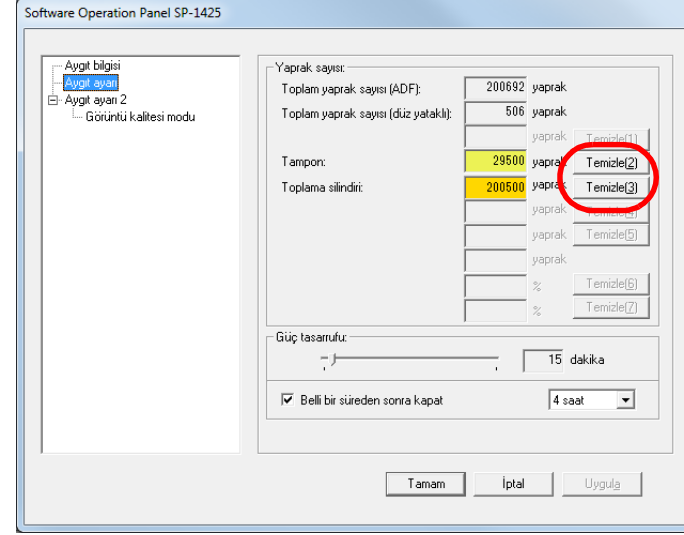 Software Operation Panel SP-1425
Aygıt bilgisi
Aygıt ayarı
Aygıt ayarı 2
Görüntü kalitesi modu
Yaprak sayısı:
Toplam yaprak sayısı (ADF): 200692 yaprak
Toplam yaprak sayısı (düz yataklı): 506 yaprak
yaprak Temizle(1)
Tampon: 29500 yaprak Temizle(2)
Toplama silindiri: 200500 yaprak Temizle(3)
yaprak Temizle(4)
yaprak Temizle(5)
yaprak
% Temizle(6)
% Temizle(7)
Güç tasarrufu:
15 dakika
Belli bir süreden sonra kapat 4 saat
Tamam İptal Uygula